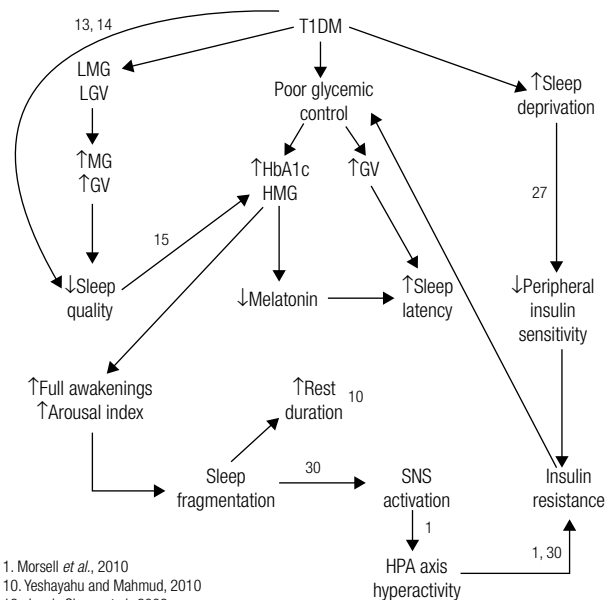 13, 14
T1DM
LMG
LGV
Poor glycemic
control
↑Sleep
deprivation
↑MG
↑GV
↑HbA1c
HMG
↑GV
27
15
↓Sleep
quality
↓Melatonin
↑Sleep
latency
↓Peripheral
insulin
sensitivity
↑Full awakenings
↑Arousal index
↑Rest
duration
10
Sleep
fragmentation
30
SNS
activation
Insulin
resistance
1
1, 30
HPA axis
hyperactivity
1. Morsell et al., 2010
10. Yeshayahu and Mahmud, 2010